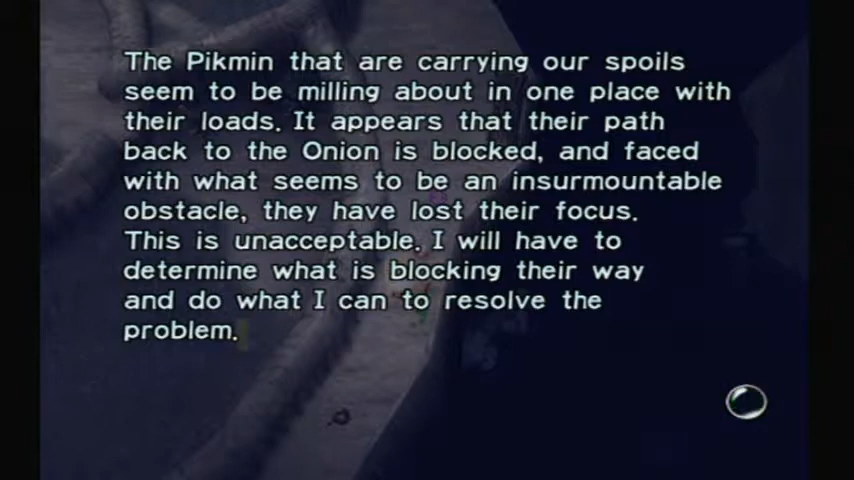 The Pikmin that are carrying our spoils
seem to be milling about in one place with
their loads. It appears that their path
back to the Onion is blocked, and faced
with what seems to be an insurmountable
obstacle, they have lost their focus.
This is unacceptable. I will have to
determine what is blocking their way
and do what I can to resolve the
problem.